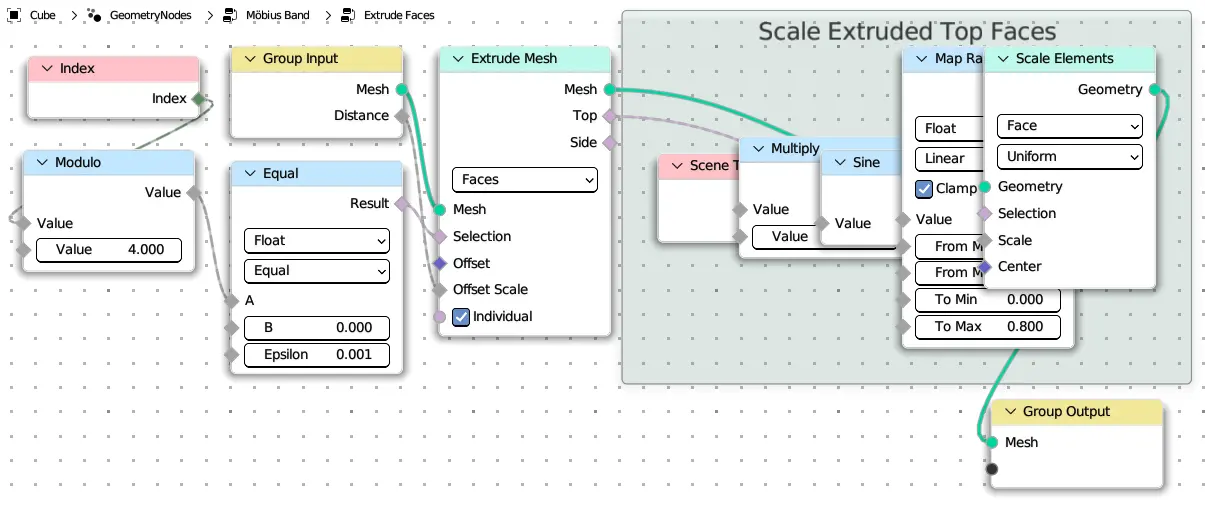 Cube > GeometryNodes > Möbius Band > Extrude Faces
Index
Index
Modulo
Value
Value
Value 4.000
Group Input
Mesh
Distance
Equal
Result
Float
Equal
A
B 0.000
Epsilon 0.001
Extrude Mesh
Mesh
Top
Side
Faces
Mesh
Selection
Offset
Offset Scale
Individual
Scale Extruded Top Faces
Scene T
Multiply
Value
Value
Sine
Value
Map Ra
Float
Linear
Clamp
Value
From M
From M
To Min 0.000
To Max 0.800
Scale Elements
Geometry
Face
Uniform
Geometry
Selection
Scale
Center
Group Output
Mesh